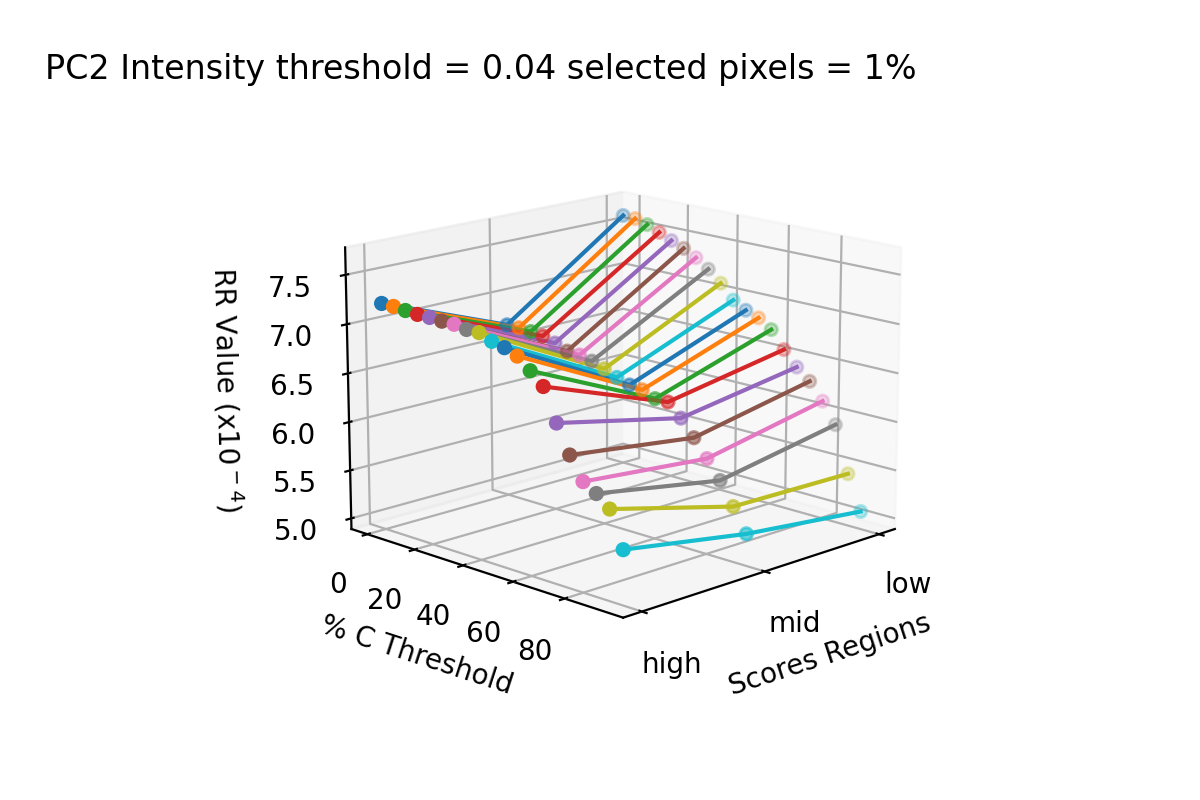 PC2 Intensity threshold = 0.04 selected pixels = 1%
RR Value (x10⁻⁴)
7.5
7.0
6.5
6.0
5.5
5.0
0
20
40
60
80
% C Threshold
high
mid
low
Scores Regions